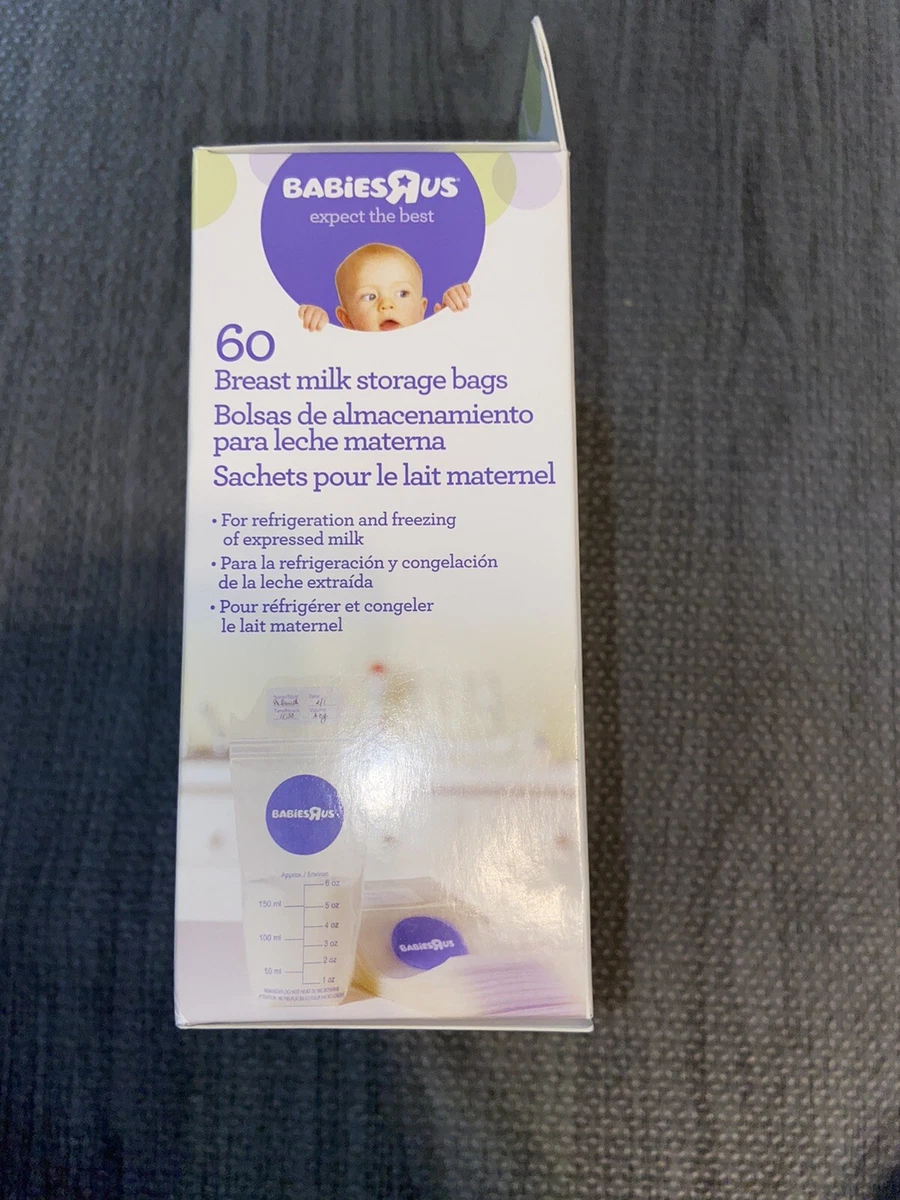 BABIES R US
expect the best
60
Breast milk storage bags
Bolsas de almacenamiento
para leche materna
Sachets pour le lait maternel
• For refrigeration and freezing
of expressed milk
• Para la refrigeración y congelación
de la leche extraída
• Pour réfrigérer et congeler
le lait maternel
BABIES R US
Approx. / Environ
6 oz
150 ml
5 oz
4 oz
100 ml
3 oz
2 oz
50 ml
1 oz
BABIES R US